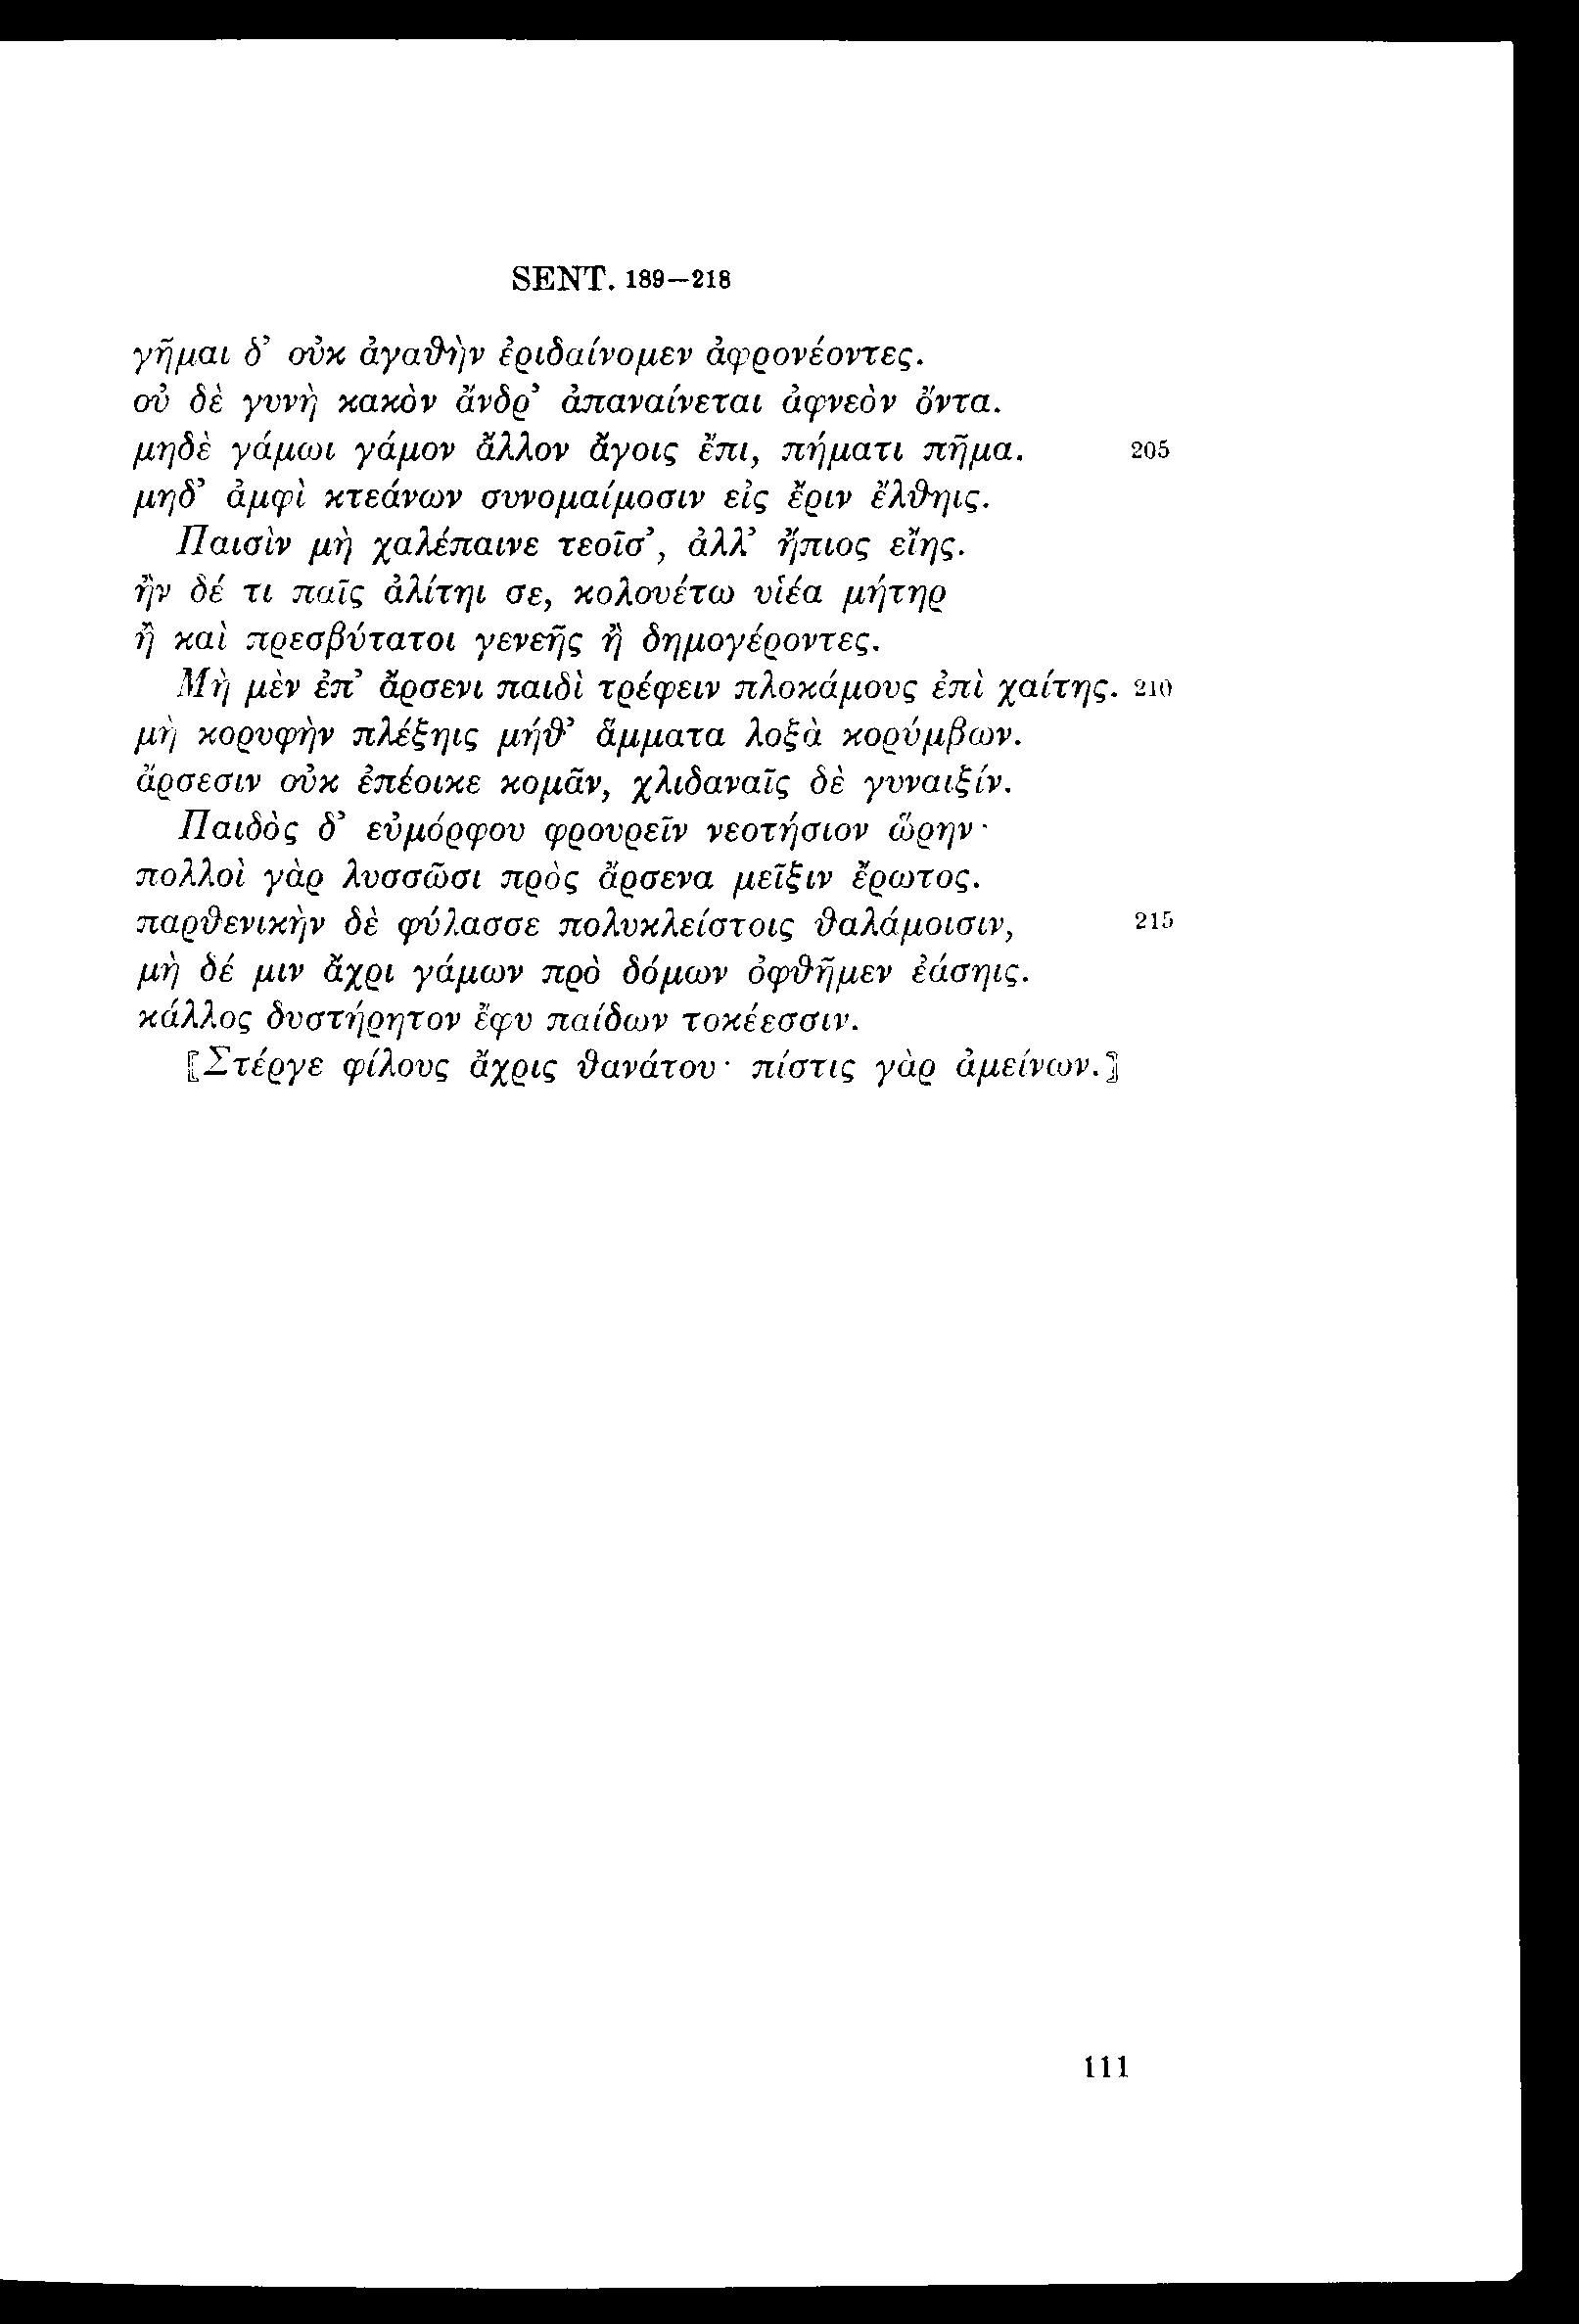 SENT. 189–218
γῆμαι δ’ οὐκ ἀγαθὴν ἐριδαίνομεν ἀφρονέοντες.
οὐ δὲ γυνὴ κακὸν ἄνδρ’ ἀπαναίνεται ἀφνεὸν ὄντα.
μηδὲ γάμωι γάμον ἄλλον ἄγοις ἔπι, πήματι πῆμα. 205
μηδ’ ἀμφὶ κτεάνων συνομαίμοσιν εἰς ἔριν ἔλθηις.
Παισὶν μὴ χαλέπαινε τεοῖσ’, ἀλλ’ ἤπιος εἴης.
ἢν δέ τι παῖς ἀλίτηι σε, κολουέτω υἱέα μήτηρ
ἢ καὶ πρεσβύτατοι γενεῆς ἢ δημογέροντες.
Μὴ μὲν ἐπ’ ἄρσενι παιδὶ τρέφειν πλοκάμους ἐπὶ χαίτης. 210
μὴ κορυφὴν πλέξηις μήθ’ ἅμματα λοξὰ κορύμβων.
ἄρσεσιν οὐκ ἐπέοικε κομᾶν, χλιδαναῖς δὲ γυναιξίν.
Παιδὸς δ’ εὐμόρφου φρουρεῖν νεοτήσιον ὥρην·
πολλοὶ γὰρ λυσσῶσι πρὸς ἄρσενα μεῖξιν ἔρωτος.
παρθενικὴν δὲ φύλασσε πολυκλείστοις θαλάμοισιν, 215
μὴ δέ μιν ἄχρι γάμων πρὸ δόμων ὀφθῆμεν ἐάσηις.
κάλλος δυστήρητον ἔφυ παίδων τοκέεσσιν.
⟦Στέργε φίλους ἄχρις θανάτου· πίστις γὰρ ἀμείνων.⟧
111